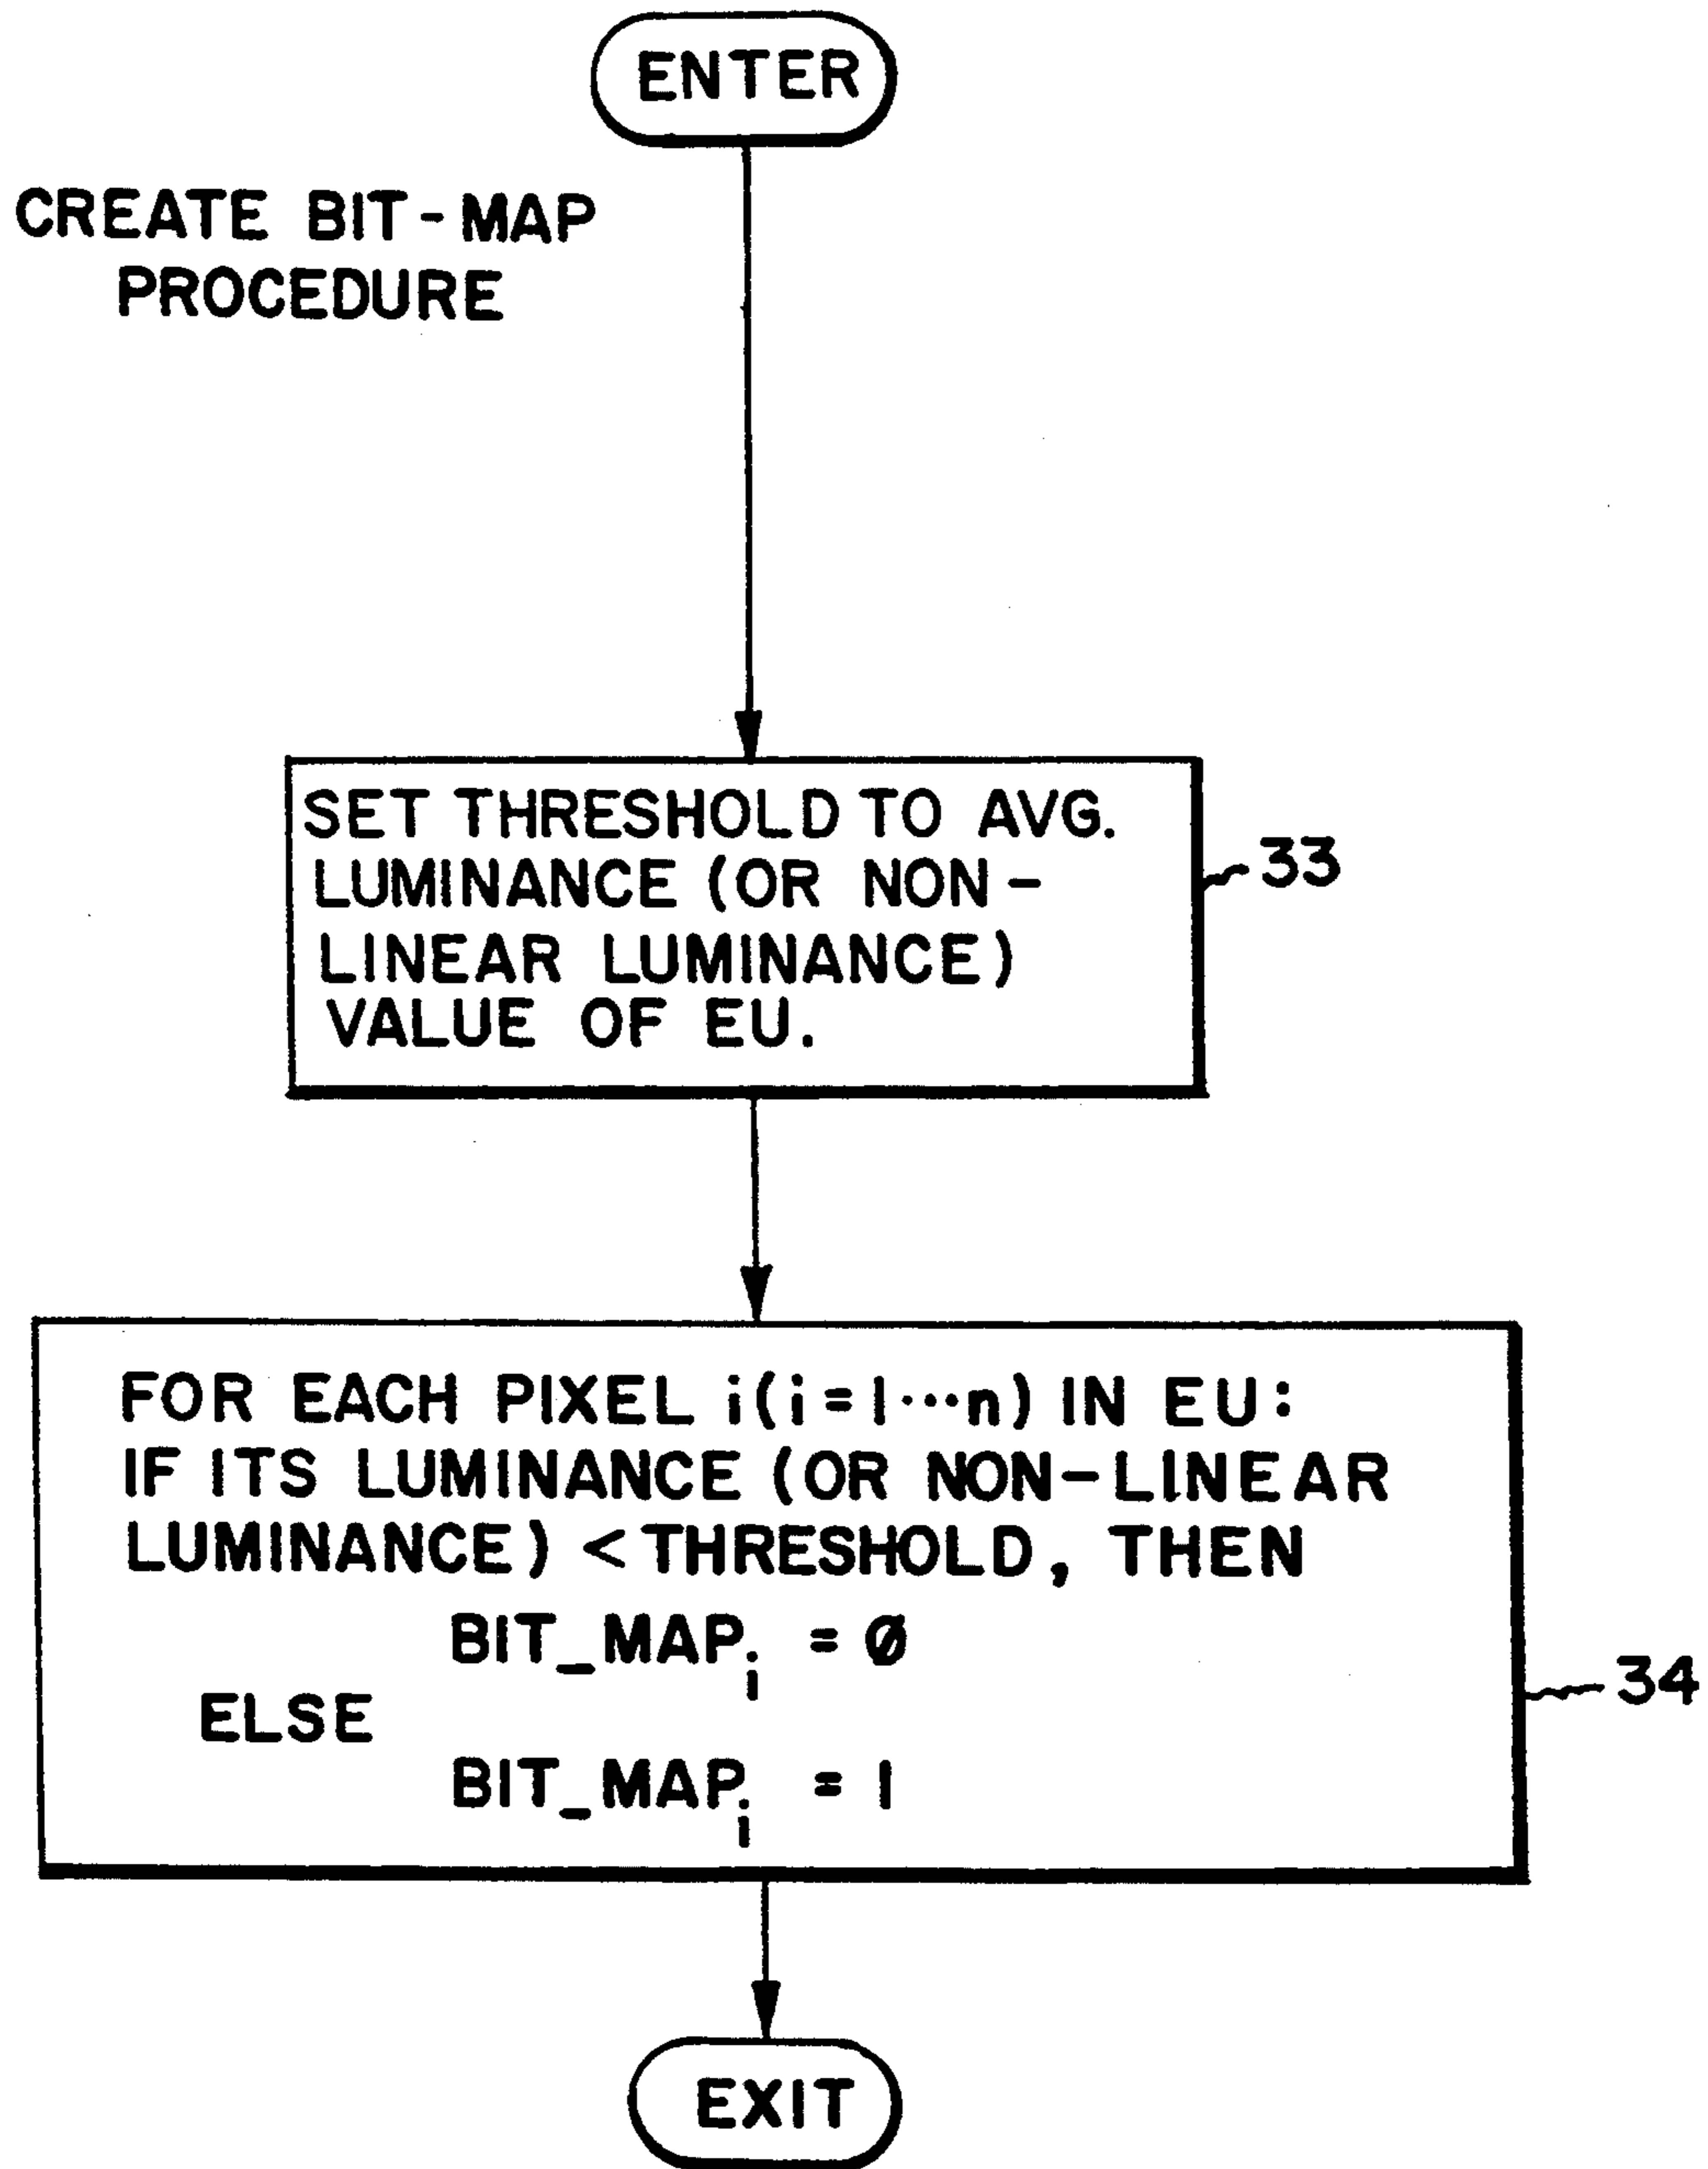 ENTER
CREATE BIT-MAP
PROCEDURE
SET THRESHOLD TO AVG.
LUMINANCE (OR NON-
LINEAR LUMINANCE)
VALUE OF EU.
33
FOR EACH PIXEL i(i=1···n) IN EU:
IF ITS LUMINANCE (OR NON-LINEAR
LUMINANCE) <THRESHOLD, THEN
BIT_MAPi = Ø
ELSE
BIT_MAPi = 1
34
EXIT